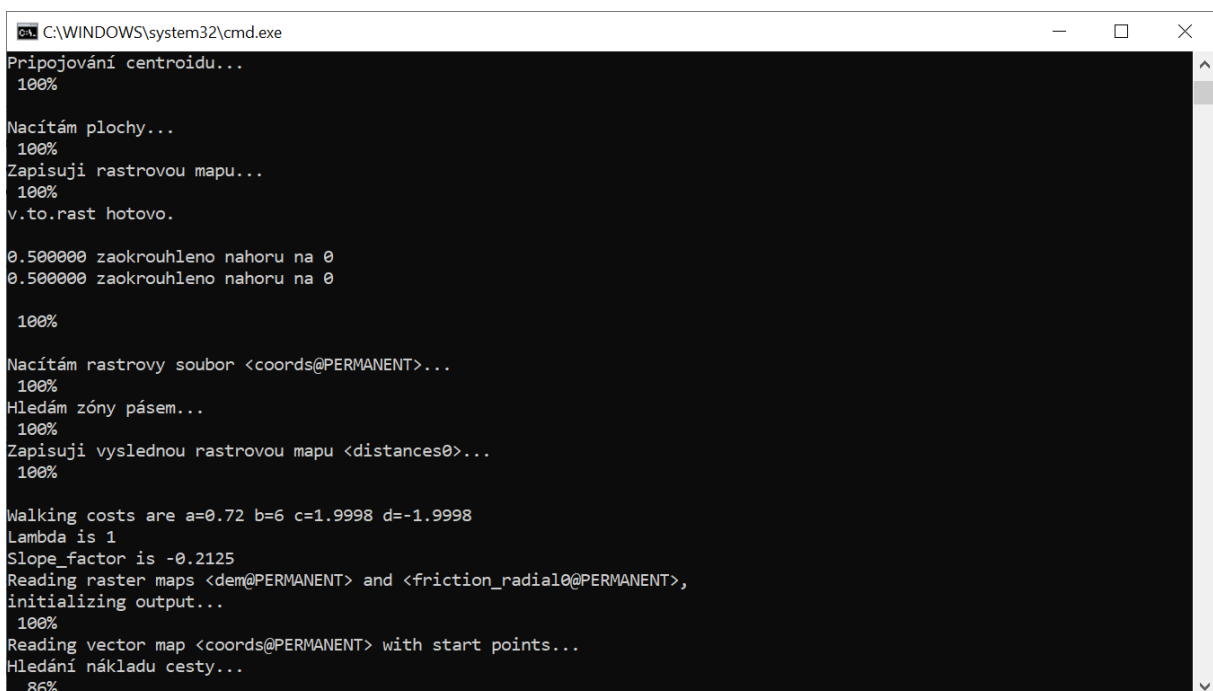 C:\WINDOWS\system32\cmd.exe
Pripojování centroidu...
100%
Nacítám plochy...
100%
Zapisuji rastrovou mapu...
100%
v.to.rast hotovo.
0.500000 zaokrouhleno nahoru na 0
0.500000 zaokrouhleno nahoru na 0
100%
Nacítám rastrovy soubor <coords@PERMANENT>...
100%
Hledám zóny pásem...
100%
Zapisuji vyslednou rastrovou mapu <distances0>...
100%
Walking costs are a=0.72 b=6 c=1.9998 d=-1.9998
Lambda is 1
Slope_factor is -0.2125
Reading raster maps <dem@PERMANENT> and <friction_radial0@PERMANENT>,
initializing output...
100%
Reading vector map <coords@PERMANENT> with start points...
Hledání nákladu cesty...
86%